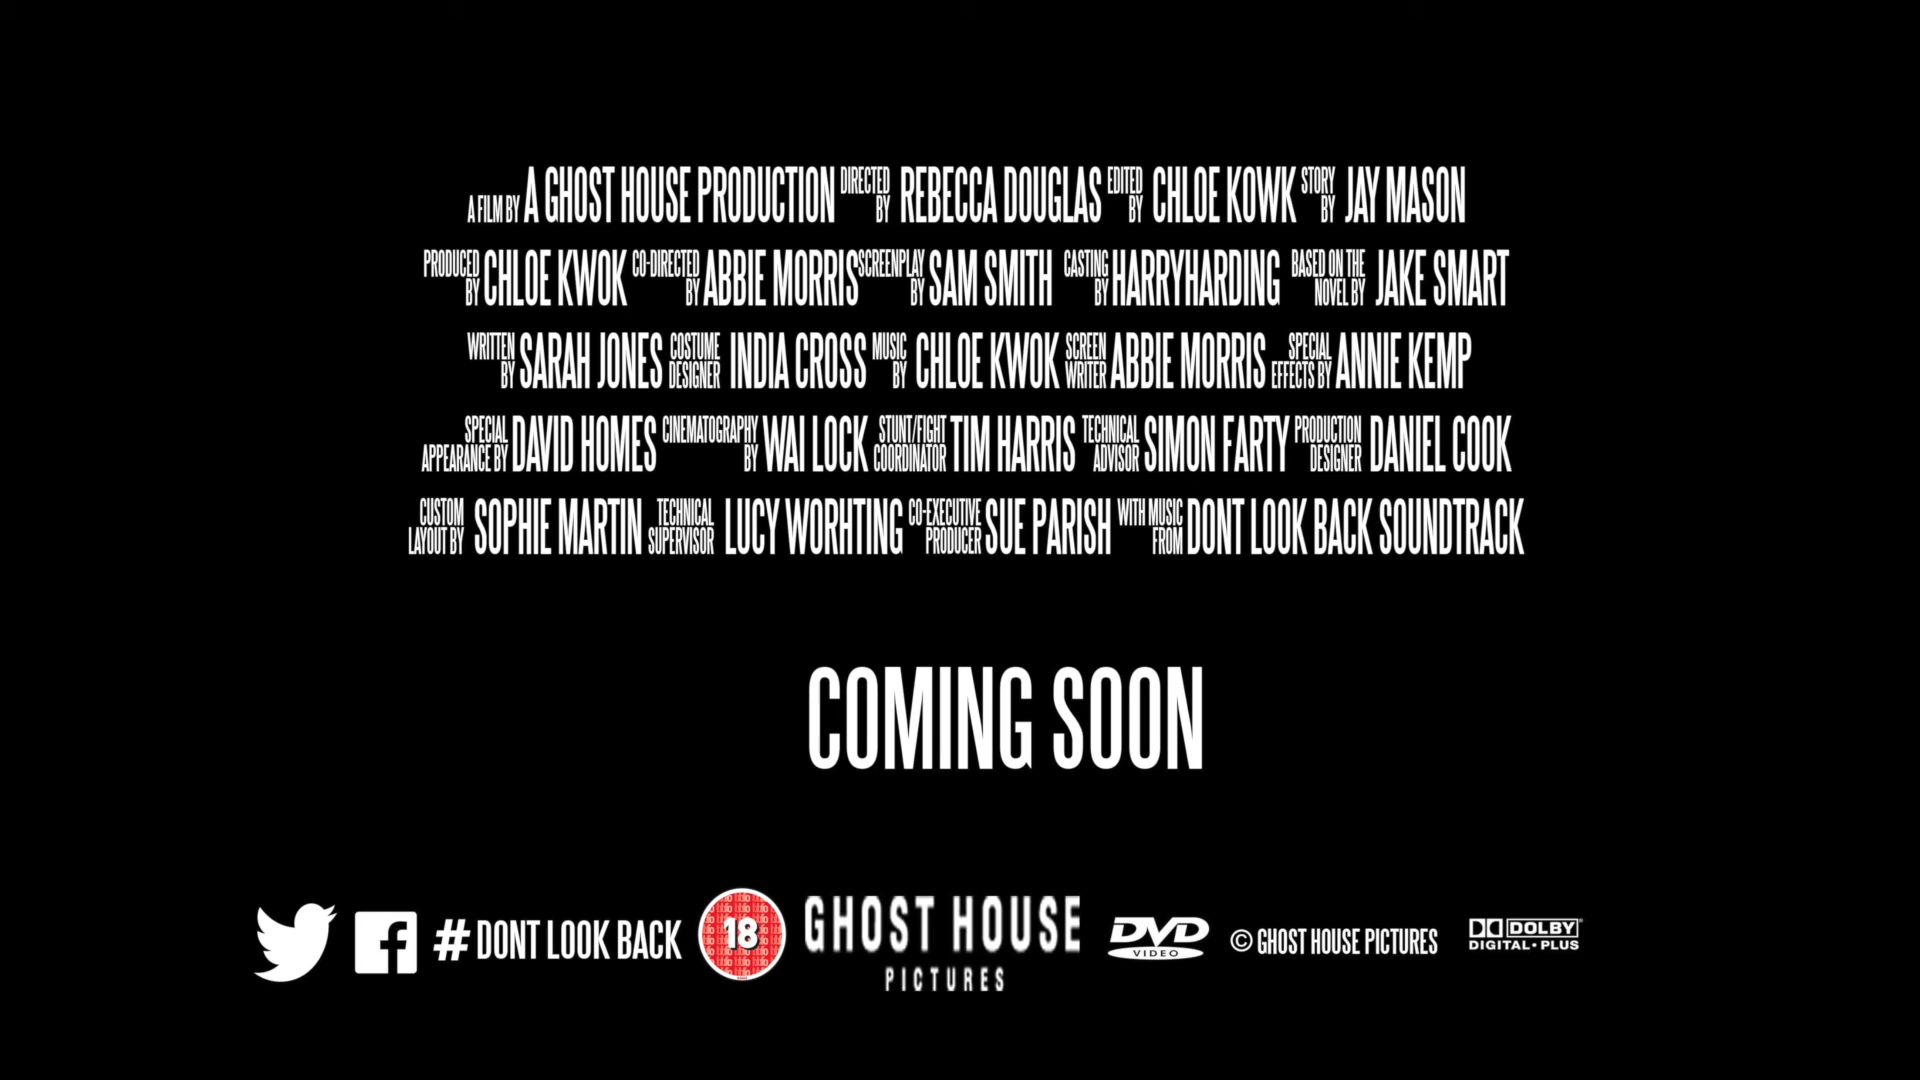 A FILM BY A GHOST HOUSE PRODUCTION DIRECTED BY REBECCA DOUGLAS EDITED BY CHLOE KOWK STORY BY JAY MASON
PRODUCED BY CHLOE KWOK CO-DIRECTED BY ABBIE MORRIS SCREENPLAY BY SAM SMITH CASTING BY HARRYHARDING BASED ON THE NOVEL BY JAKE SMART
WRITTEN BY SARAH JONES COSTUME DESIGNER INDIA CROSS MUSIC BY CHLOE KWOK SCREEN WRITER ABBIE MORRIS SPECIAL EFFECTS BY ANNIE KEMP
SPECIAL APPEARANCE BY DAVID HOMES CINEMATOGRAPHY BY WAI LOCK STUNT/FIGHT COORDINATOR TIM HARRIS TECHNICAL ADVISOR SIMON FARTY PRODUCTION DESIGNER DANIEL COOK
CUSTOM LAYOUT BY SOPHIE MARTIN TECHNICAL SUPERVISOR LUCY WORHTING CO-EXECUTIVE PRODUCER SUE PARISH WITH MUSIC FROM DONT LOOK BACK SOUNDTRACK
COMING SOON
# DONT LOOK BACK
18
GHOST HOUSE
PICTURES
DVD
VIDEO
© GHOST HOUSE PICTURES
DOLBY
DIGITAL PLUS